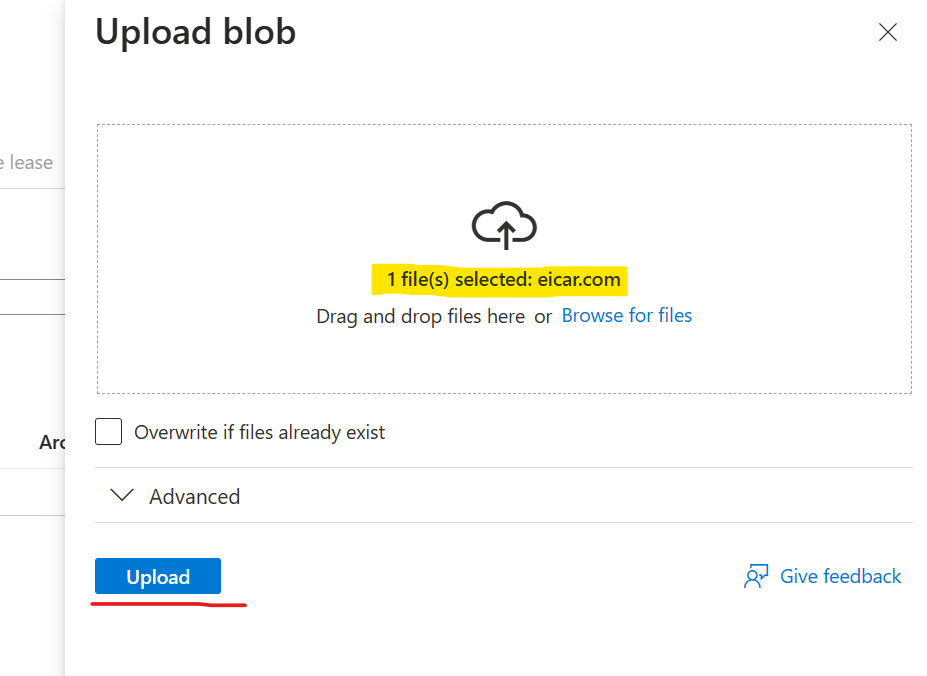 Upload blob
e lease
1 file(s) selected: eicar.com
Drag and drop files here or Browse for files
Overwrite if files already exist
Arc
Advanced
Upload
Give feedback